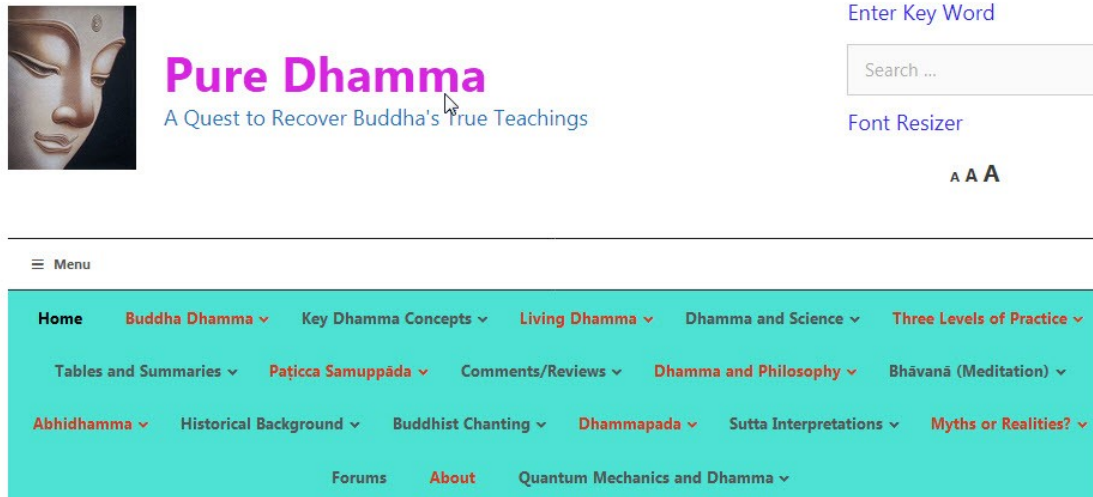 Enter Key Word
Pure Dhamma
Search ...
A Quest to Recover Buddha's True Teachings
Font Resizer
A A A
☰ Menu
Home Buddha Dhamma Key Dhamma Concepts Living Dhamma Dhamma and Science Three Levels of Practice
Tables and Summaries Paṭicca Samuppāda Comments/Reviews Dhamma and Philosophy Bhāvanā (Meditation)
Abhidhamma Historical Background Buddhist Chanting Dhammapada Sutta Interpretations Myths or Realities?
Forums About Quantum Mechanics and Dhamma